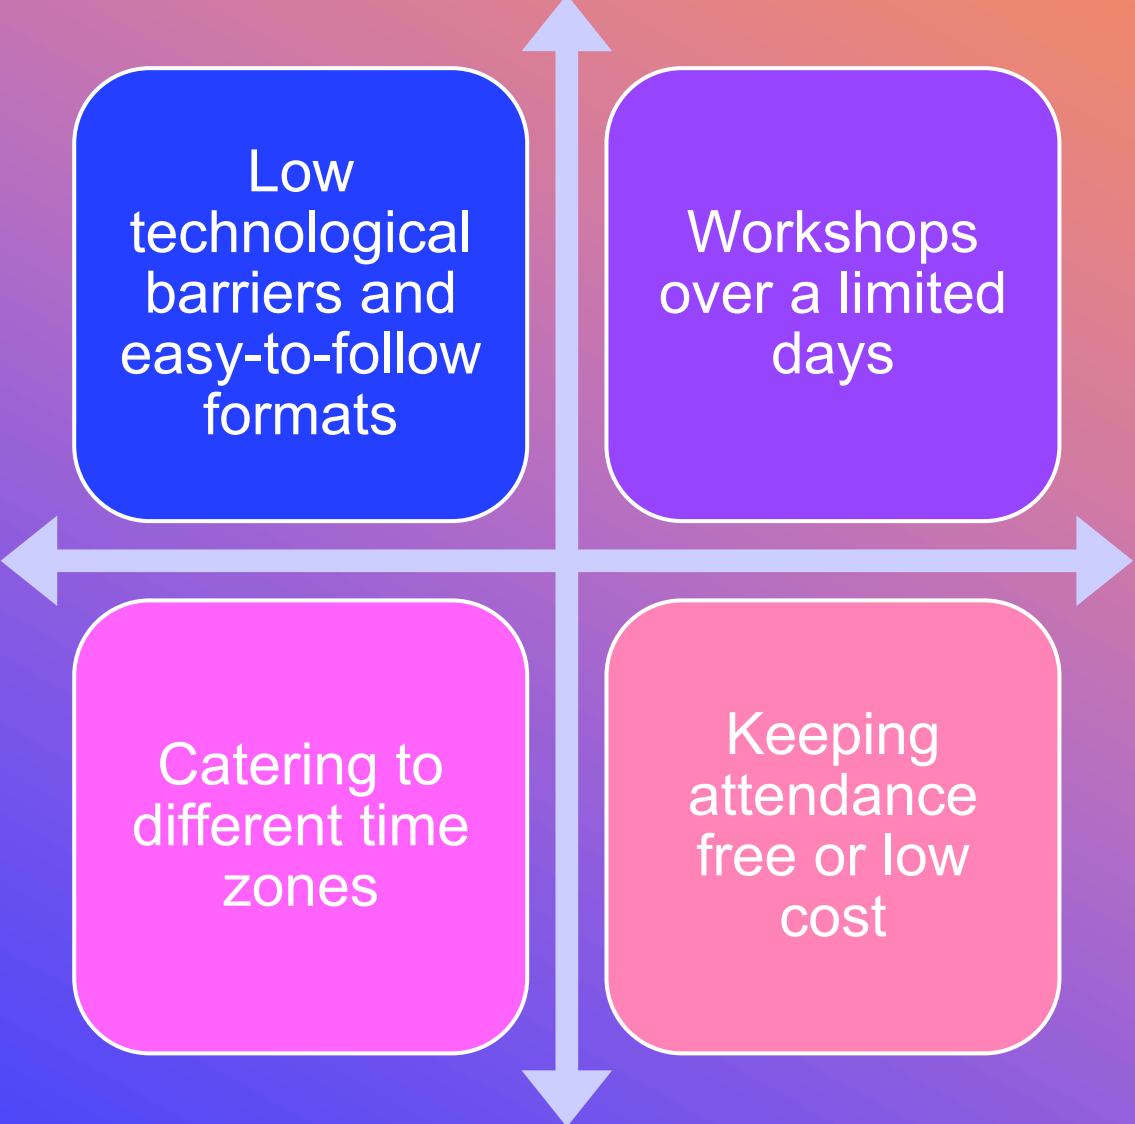 Low
technological
barriers and
easy-to-follow
formats
Workshops
over a limited
days
Catering to
different time
zones
Keeping
attendance
free or low
cost